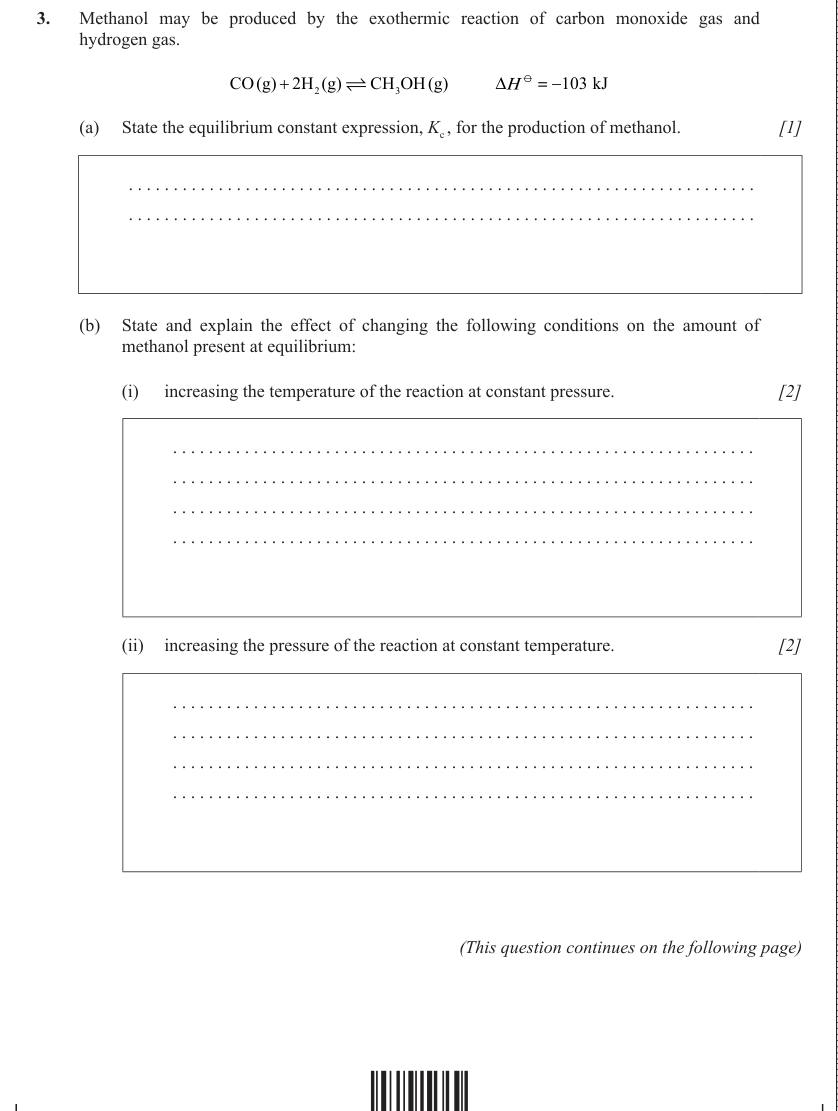 3. Methanol may be produced by the exothermic reaction of carbon monoxide gas and
hydrogen gas.
CO(g) + 2H₂(g) ⇌ CH₃OH(g) ΔH⊖ = −103 kJ
(a) State the equilibrium constant expression, Kc, for the production of methanol. [1]
(b) State and explain the effect of changing the following conditions on the amount of
methanol present at equilibrium:
(i) increasing the temperature of the reaction at constant pressure. [2]
(ii) increasing the pressure of the reaction at constant temperature. [2]
(This question continues on the following page)